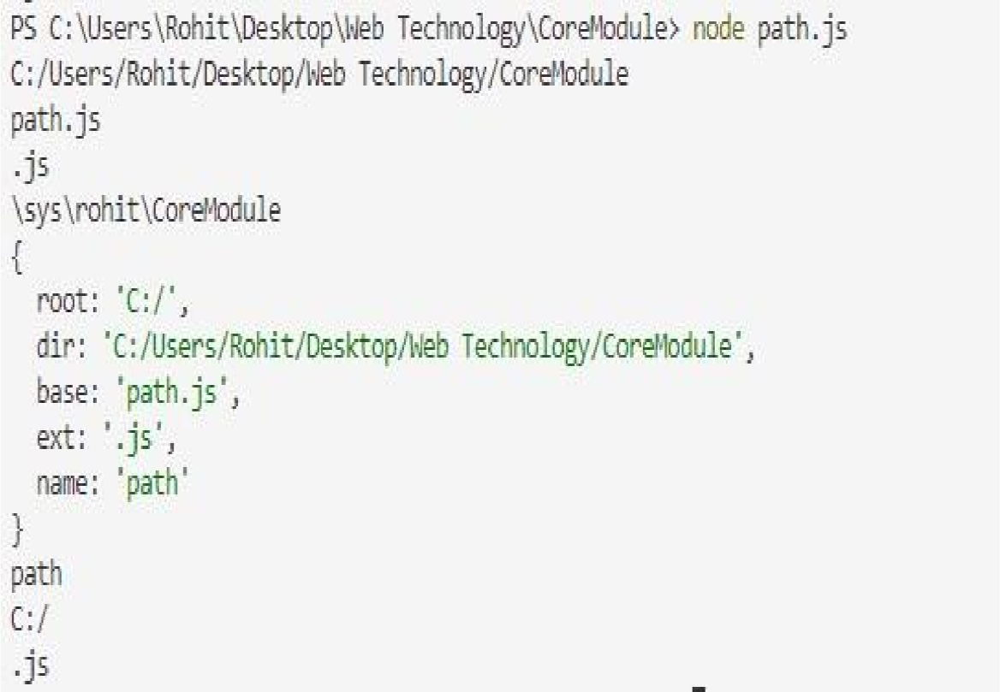 PS C:\Users\Rohit\Desktop\Web Technology\CoreModule> node path.js
C:/Users/Rohit/Desktop/Web Technology/CoreModule
path.js
.js
\sys\rohit\CoreModule
{
  root: 'C:/',
  dir: 'C:/Users/Rohit/Desktop/Web Technology/CoreModule',
  base: 'path.js',
  ext: '.js',
  name: 'path'
}
path
C:/
.js